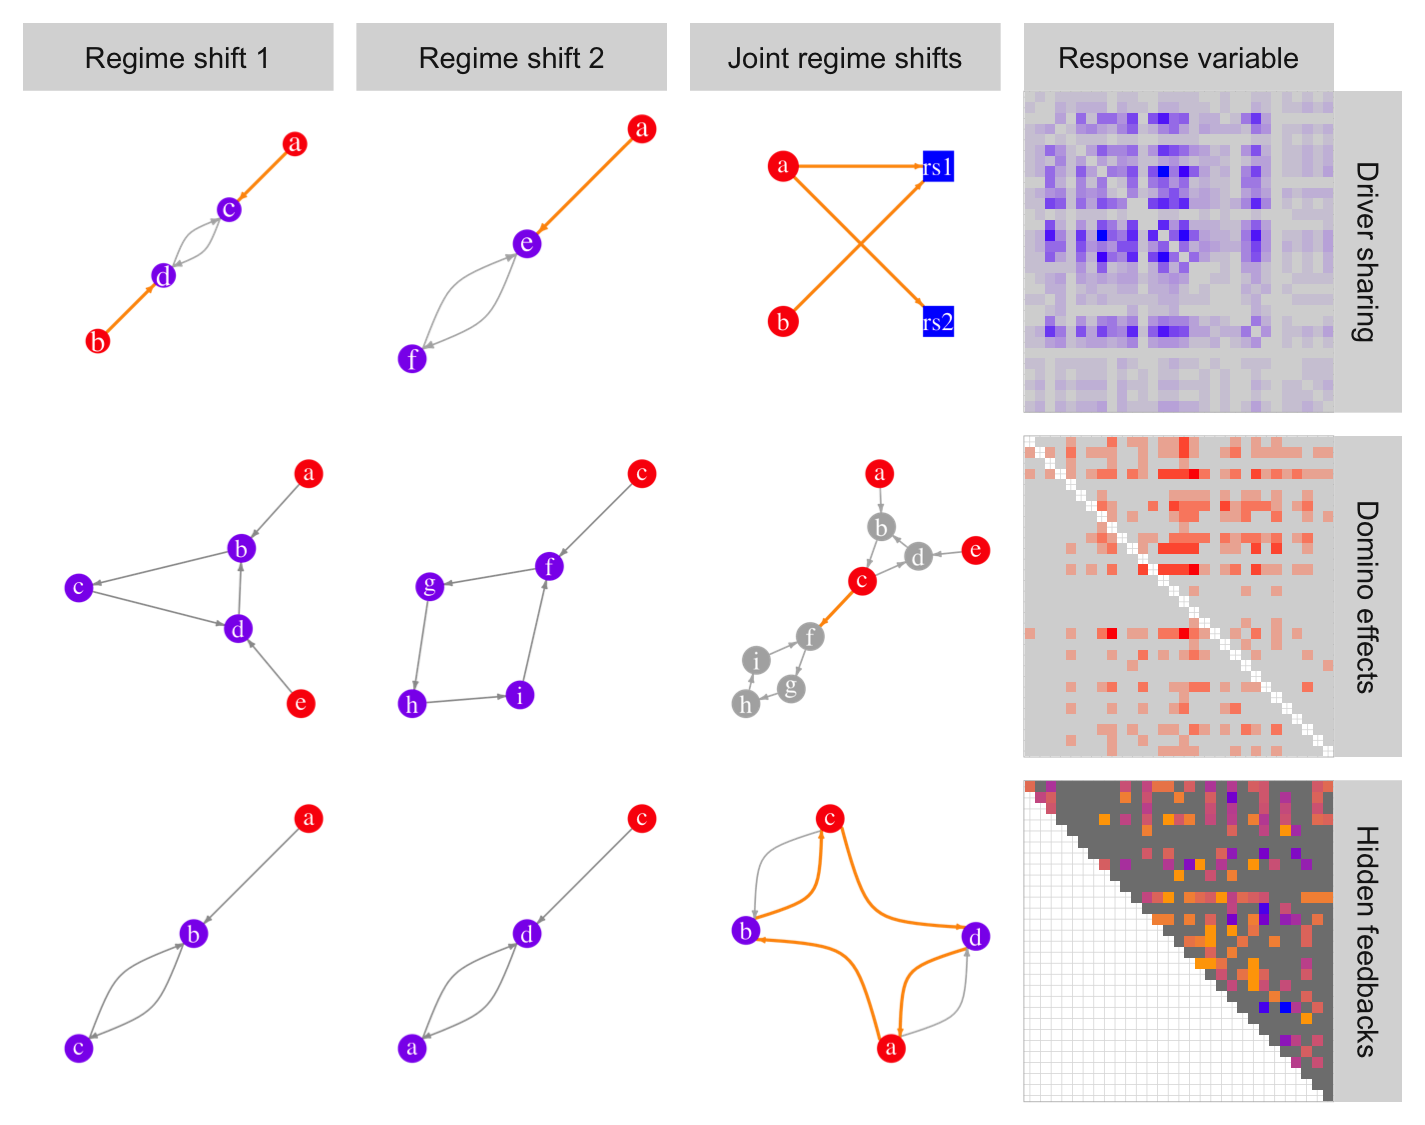 Regime shift 1
Regime shift 2
Joint regime shifts
Response variable
a
c
d
b
a
e
f
a
rs1
b
rs2
Driver sharing
a
b
c
d
e
c
f
g
h
i
a
b
d
e
c
f
i
g
h
Domino effects
a
b
c
c
d
a
c
b
d
a
Hidden feedbacks